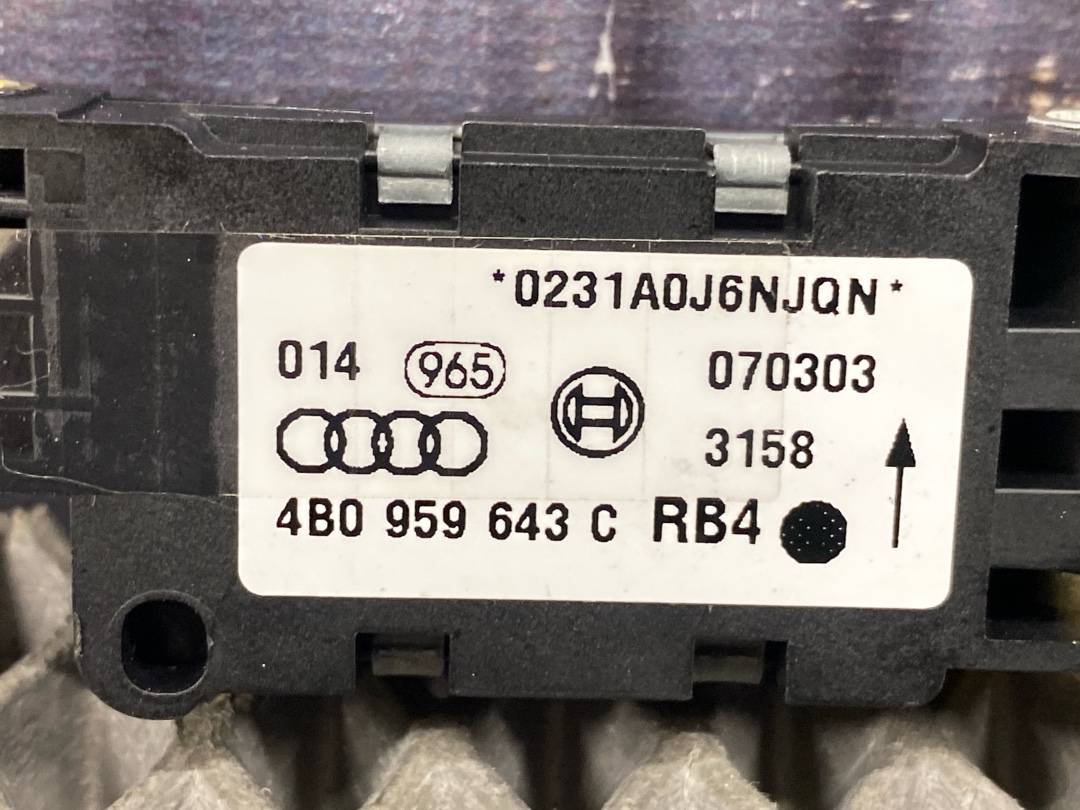 *0231A0J6NJQN*
014 965 070303
3158
4B0 959 643 C RB4